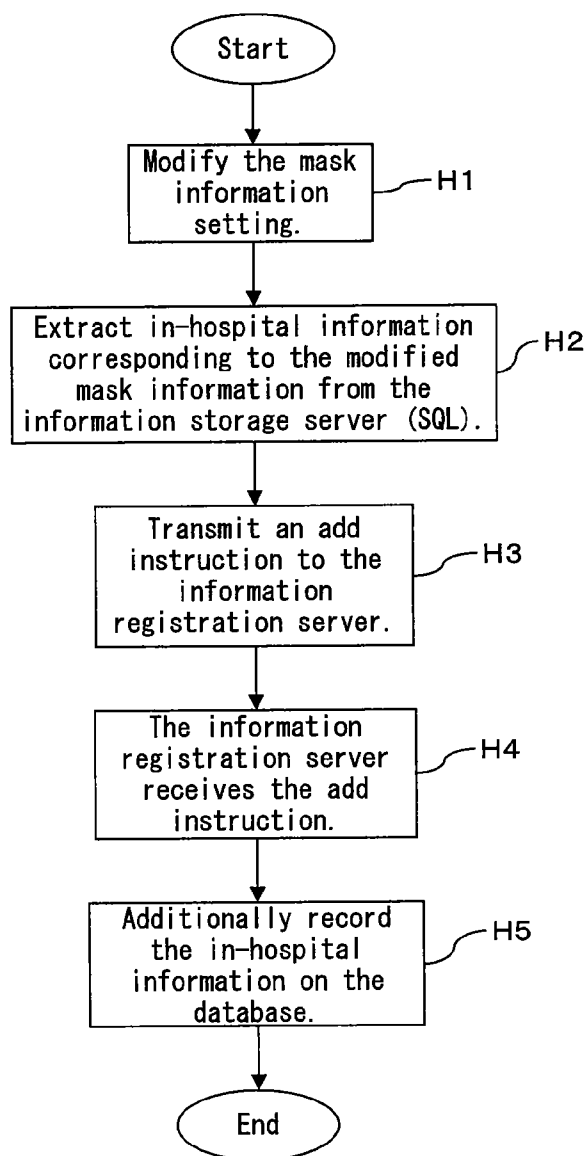 Start
Modify the mask
information
setting.
H1
Extract in-hospital information
corresponding to the modified
mask information from the
information storage server (SQL).
H2
Transmit an add
instruction to the
information
registration server.
H3
The information
registration server
receives the add
instruction.
H4
Additionally record
the in-hospital
information on the
database.
H5
End